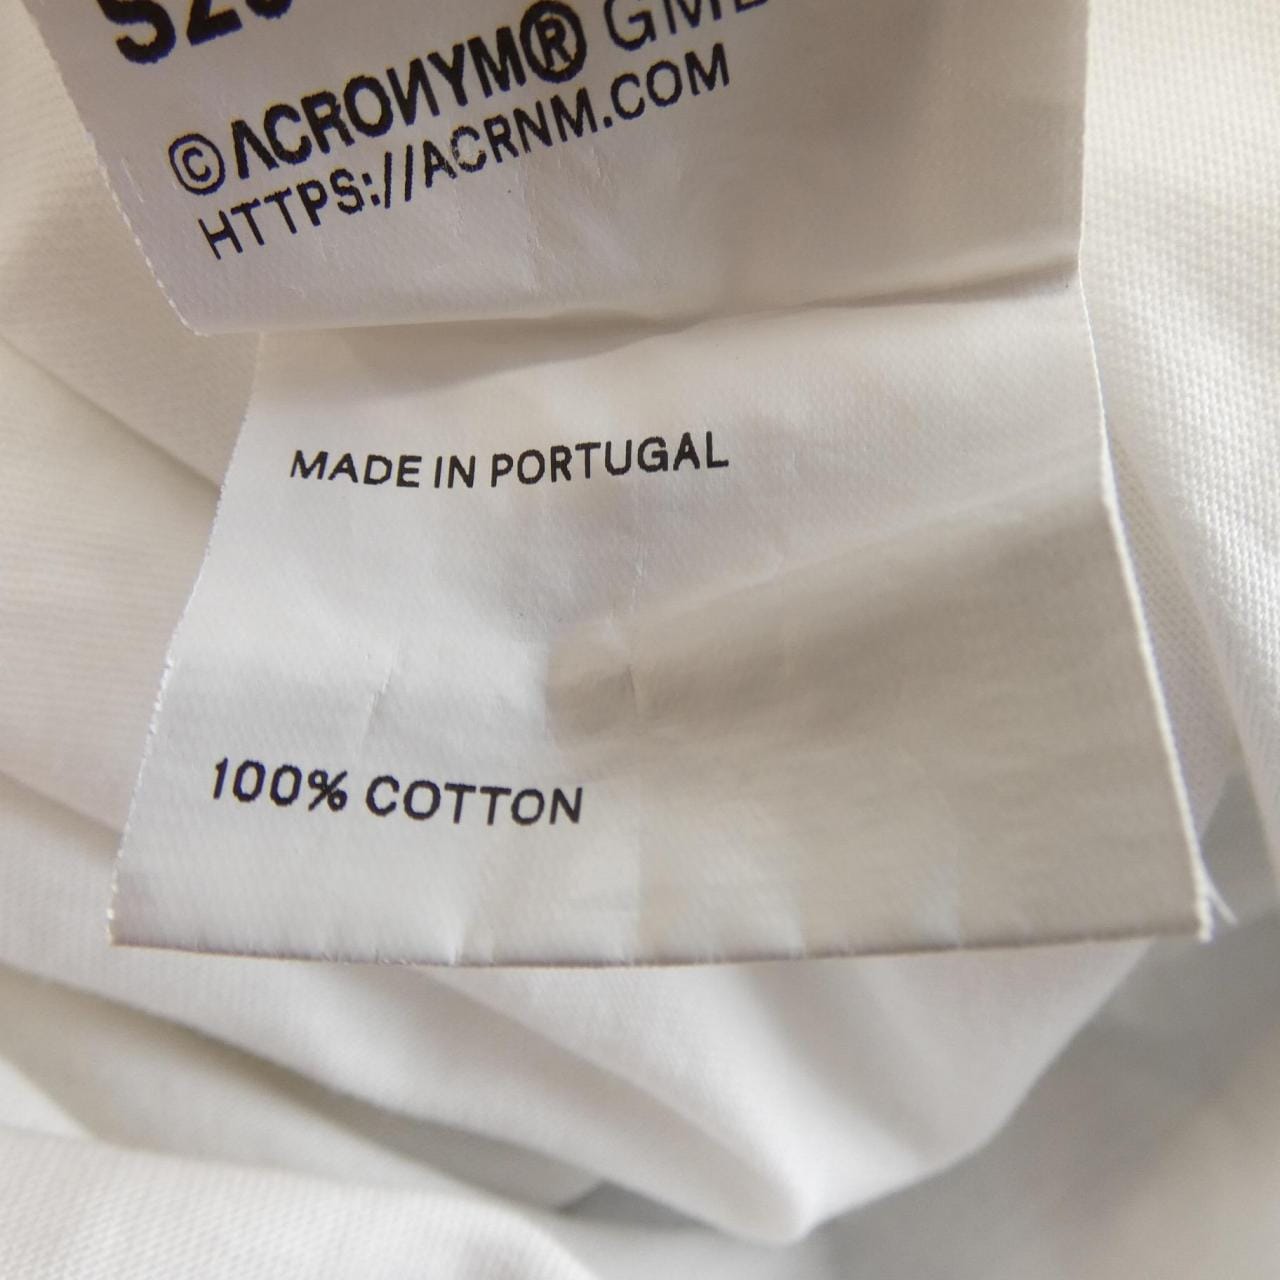 ©ACRONYM® GMB
HTTPS://ACRNM.COM
MADE IN PORTUGAL
100% COTTON